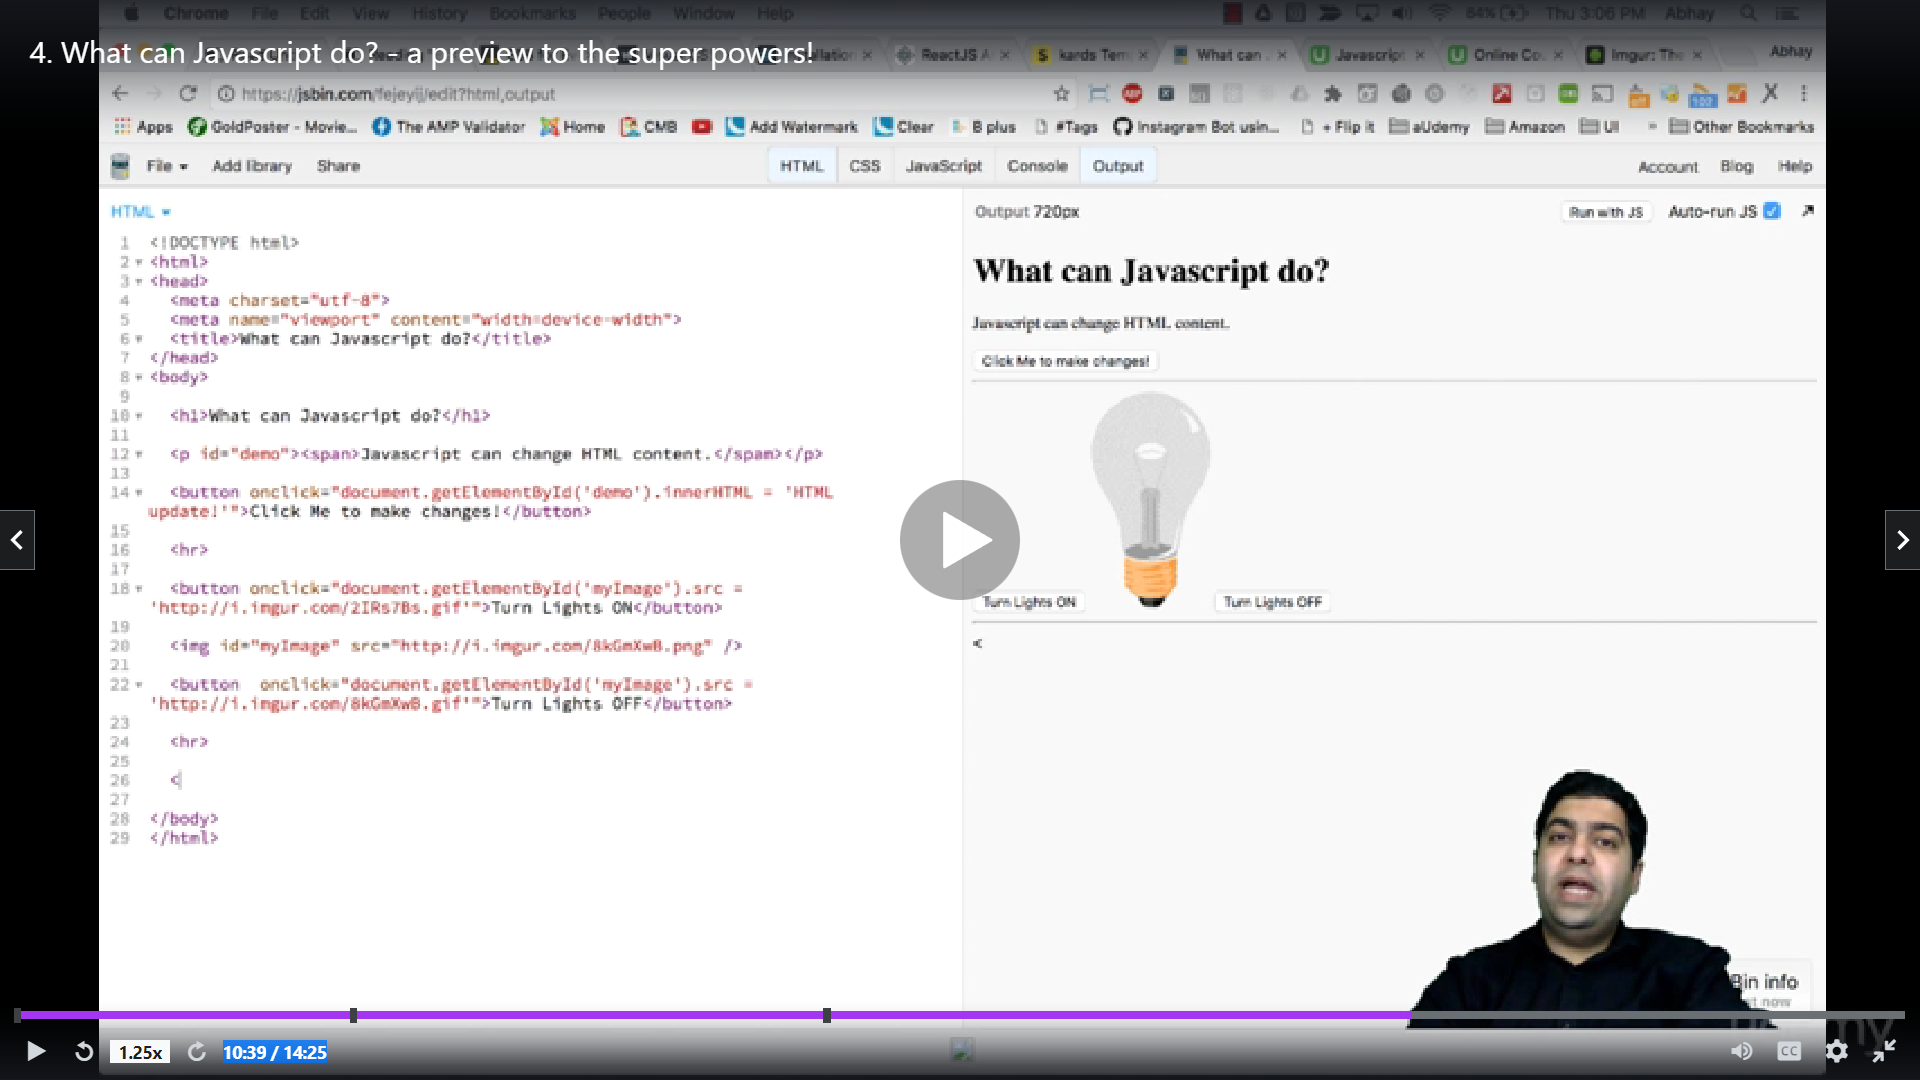 Chrome File Edit View History Bookmarks People Window Help 84% Thu 3:06 PM Abhay
4. What can Javascript do? - a preview to the super powers!
ReactJS A
kards Tem
What can
Javascript
Online Co
Imgur: The
Abhay
https://jsbin.com/fejeyij/edit?html,output
Apps GoldPoster - Movie... The AMP Validator Home CMB Add Watermark Clear B plus #Tags Instagram Bot usin... + Flip it aUdemy Amazon UI » Other Bookmarks
File Add library Share HTML CSS JavaScript Console Output Account Blog Help
HTML
1 <!DOCTYPE html>
2 <html>
3 <head>
4 <meta charset="utf-8">
5 <meta name="viewport" content="width=device-width">
6 <title>What can Javascript do?</title>
7 </head>
8 <body>
9
10 <h1>What can Javascript do?</h1>
11
12 <p id="demo"><span>Javascript can change HTML content.</spam></p>
13
14 <button onclick="document.getElementById('demo').innerHTML = 'HTML
update!'">Click Me to make changes!</button>
15
16 <hr>
17
18 <button onclick="document.getElementById('myImage').src =
'http://i.imgur.com/2IRs7Bs.gif'">Turn Lights ON</button>
19
20 <img id="myImage" src="http://i.imgur.com/8kGmXwB.png" />
21
22 <button onclick="document.getElementById('myImage').src =
'http://i.imgur.com/8kGmXwB.gif'">Turn Lights OFF</button>
23
24 <hr>
25
26 <
27
28 </body>
29 </html>
Output 720px
Run with JS Auto-run JS
What can Javascript do?
Javascript can change HTML content.
Click Me to make changes!
Turn Lights ON Turn Lights OFF
<
Bin info
just now
1.25x 10:39 / 14:25 CC